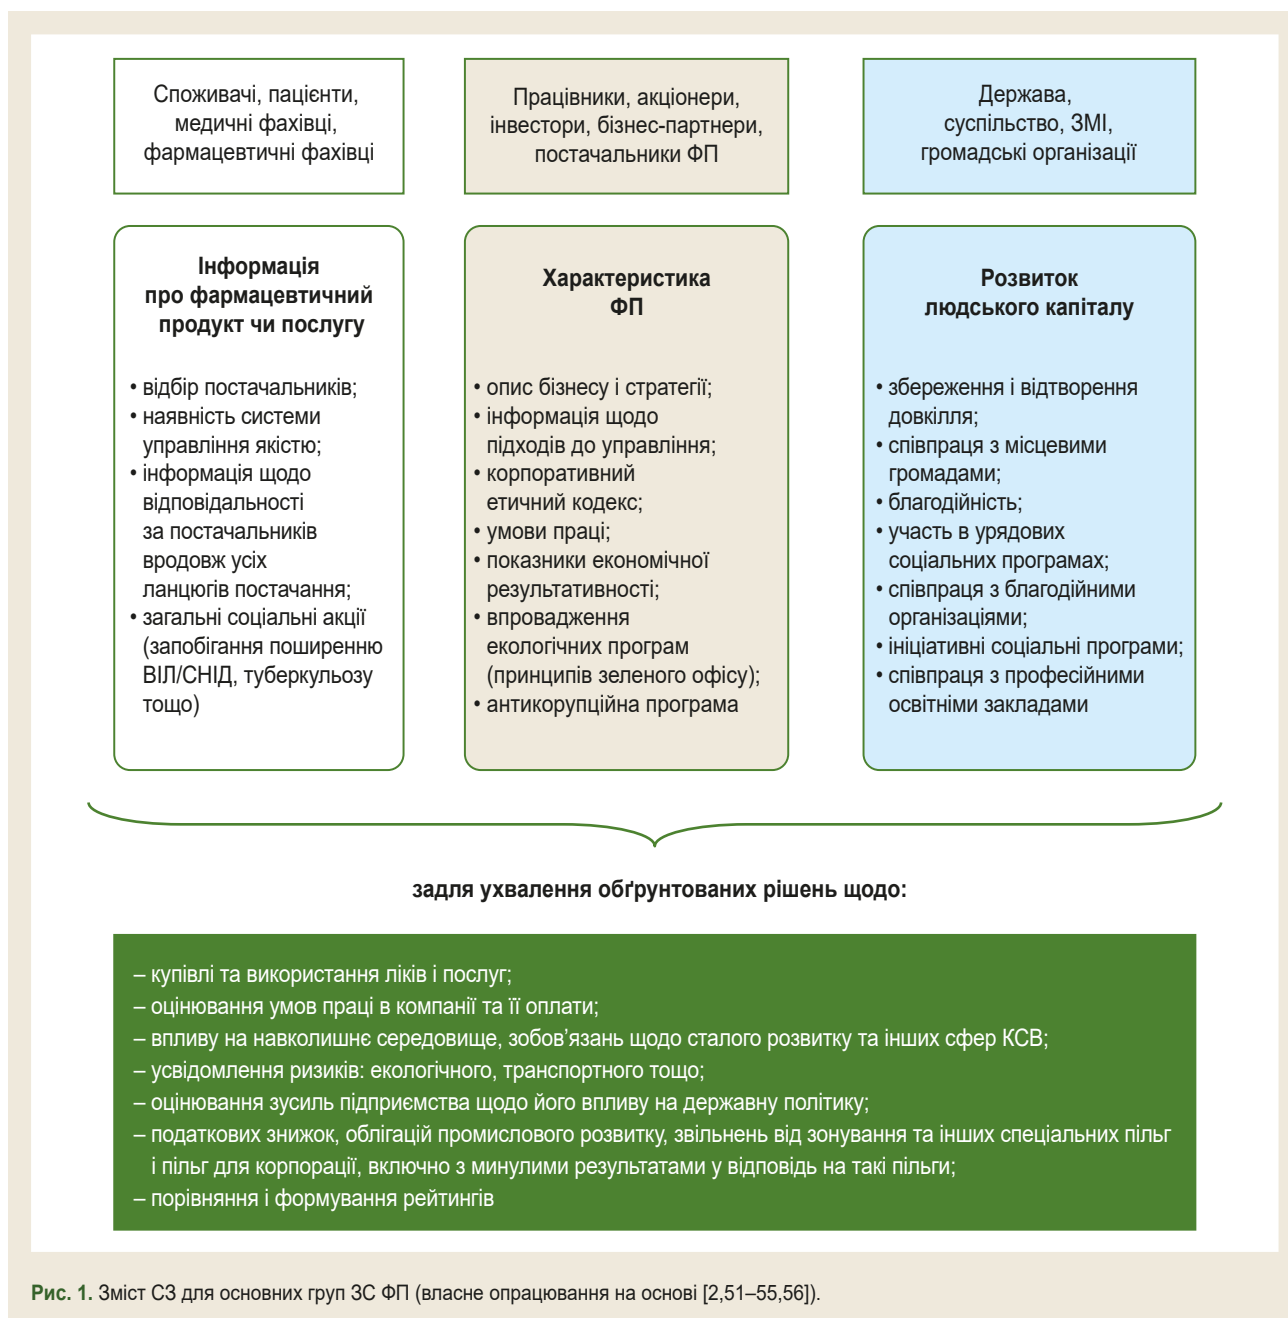 Споживачі, пацієнти,
медичні фахівці,
фармацевтичні фахівці
Працівники, акціонери,
інвестори, бізнес-партнери,
постачальники ФП
Держава,
суспільство, ЗМІ,
громадські організації
Інформація
про фармацевтичний
продукт чи послугу
• відбір постачальників;
• наявність системи
управління якістю;
• інформація щодо
відповідальності
за постачальників
вродовж усіх
ланцюгів постачання;
• загальні соціальні акції
(запобігання поширенню
ВІЛ/СНІД, туберкульозу
тощо)
Характеристика
ФП
• опис бізнесу і стратегії;
• інформація щодо
підходів до управління;
• корпоративний
етичний кодекс;
• умови праці;
• показники економічної
результативності;
• впровадження
екологічних програм
(принципів зеленого офісу);
• антикорупційна програма
Розвиток
людського капіталу
• збереження і відтворення
довкілля;
• співпраця з місцевими
громадами;
• благодійність;
• участь в урядових
соціальних програмах;
• співпраця з благодійними
організаціями;
• ініціативні соціальні програми;
• співпраця з професійними
освітніми закладами
задля ухвалення обґрунтованих рішень щодо:
– купівлі та використання ліків і послуг;
– оцінювання умов праці в компанії та її оплати;
– впливу на навколишнє середовище, зобов’язань щодо сталого розвитку та інших сфер КСВ;
– усвідомлення ризиків: екологічного, транспортного тощо;
– оцінювання зусиль підприємства щодо його впливу на державну політику;
– податкових знижок, облігацій промислового розвитку, звільнень від зонування та інших спеціальних пільг
і пільг для корпорації, включно з минулими результатами у відповідь на такі пільги;
– порівняння і формування рейтингів
Рис. 1. Зміст СЗ для основних груп ЗС ФП (власне опрацювання на основі [2,51–55,56]).